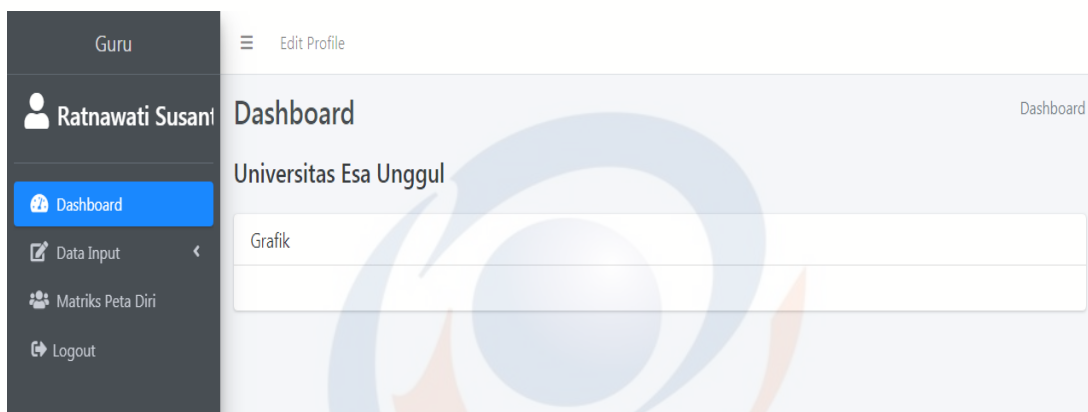 Guru
Edit Profile
Ratnawati Susant
Dashboard
Dashboard
Universitas Esa Unggul
Dashboard
Data Input
Matriks Peta Diri
Logout
Grafik